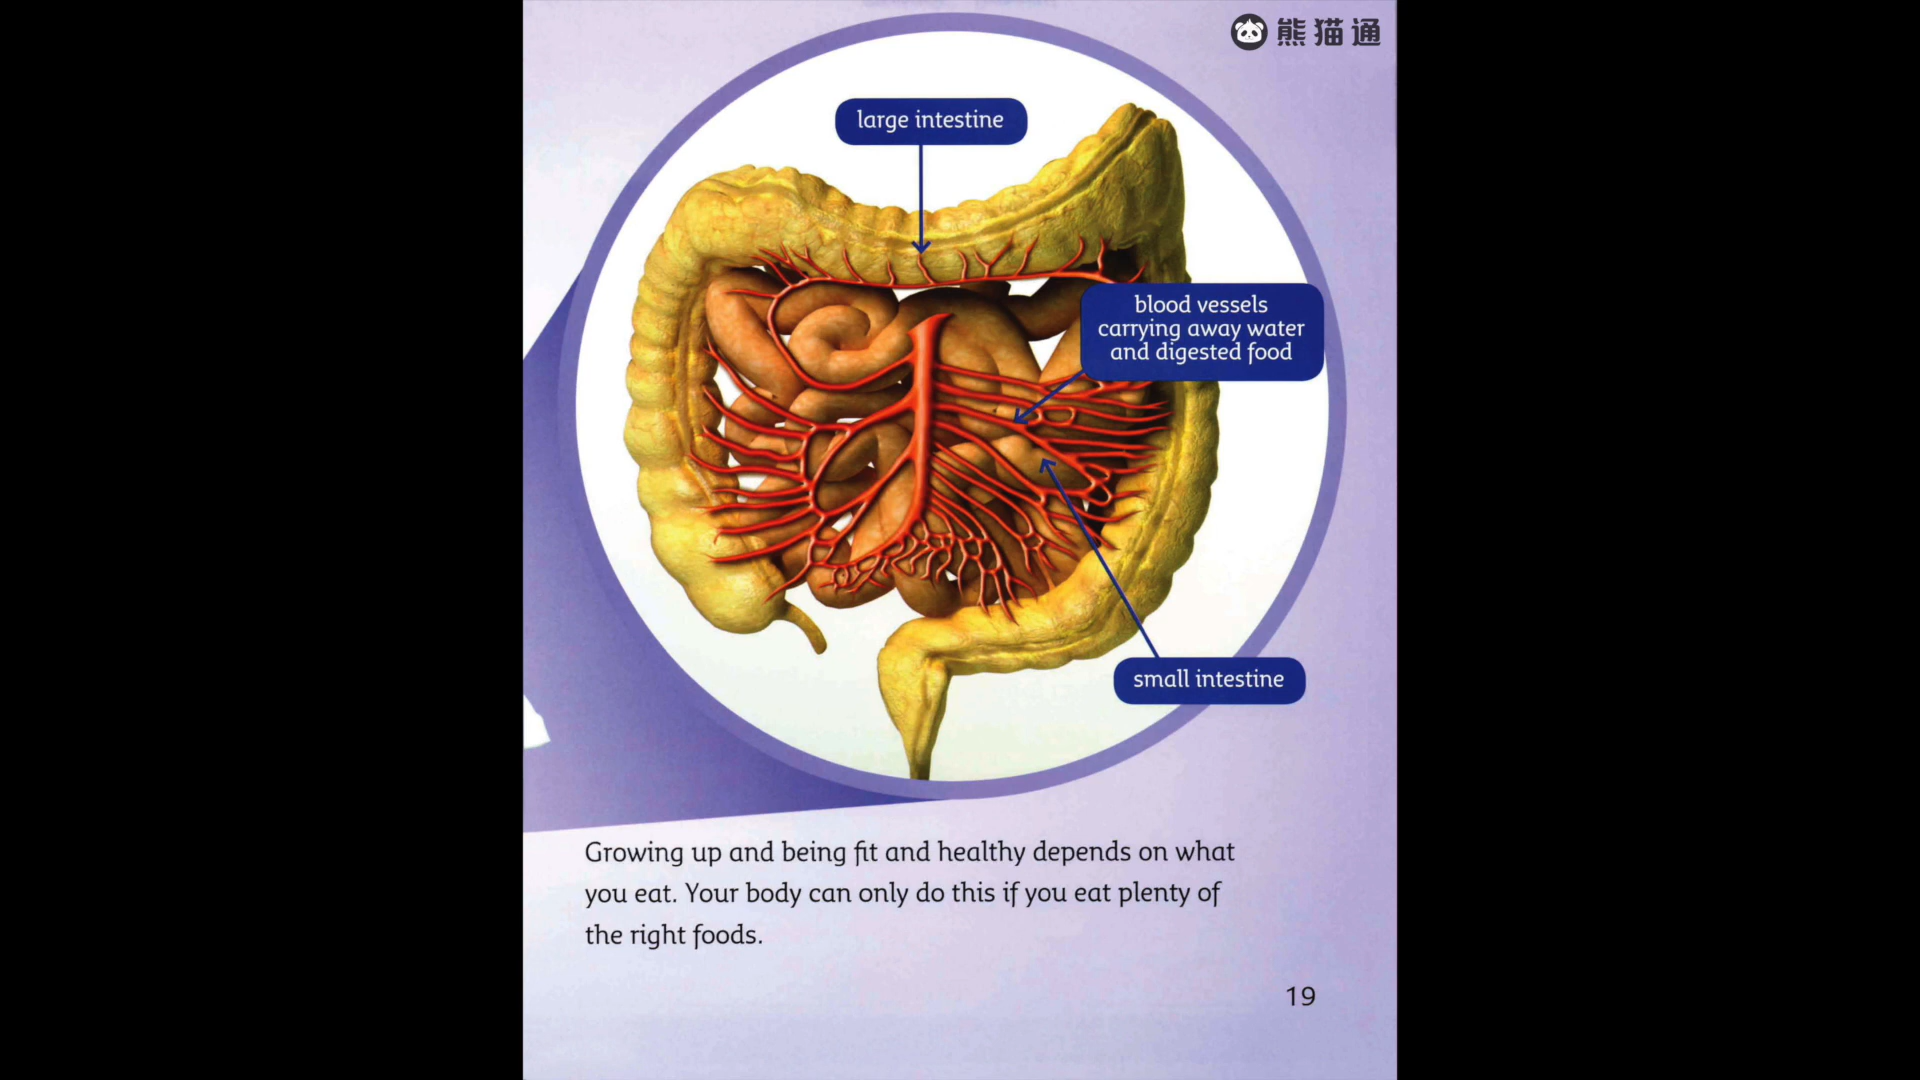 熊猫通
large intestine
blood vessels
carrying away water
and digested food
small intestine
Growing up and being fit and healthy depends on what
you eat. Your body can only do this if you eat plenty of
the right foods.
19